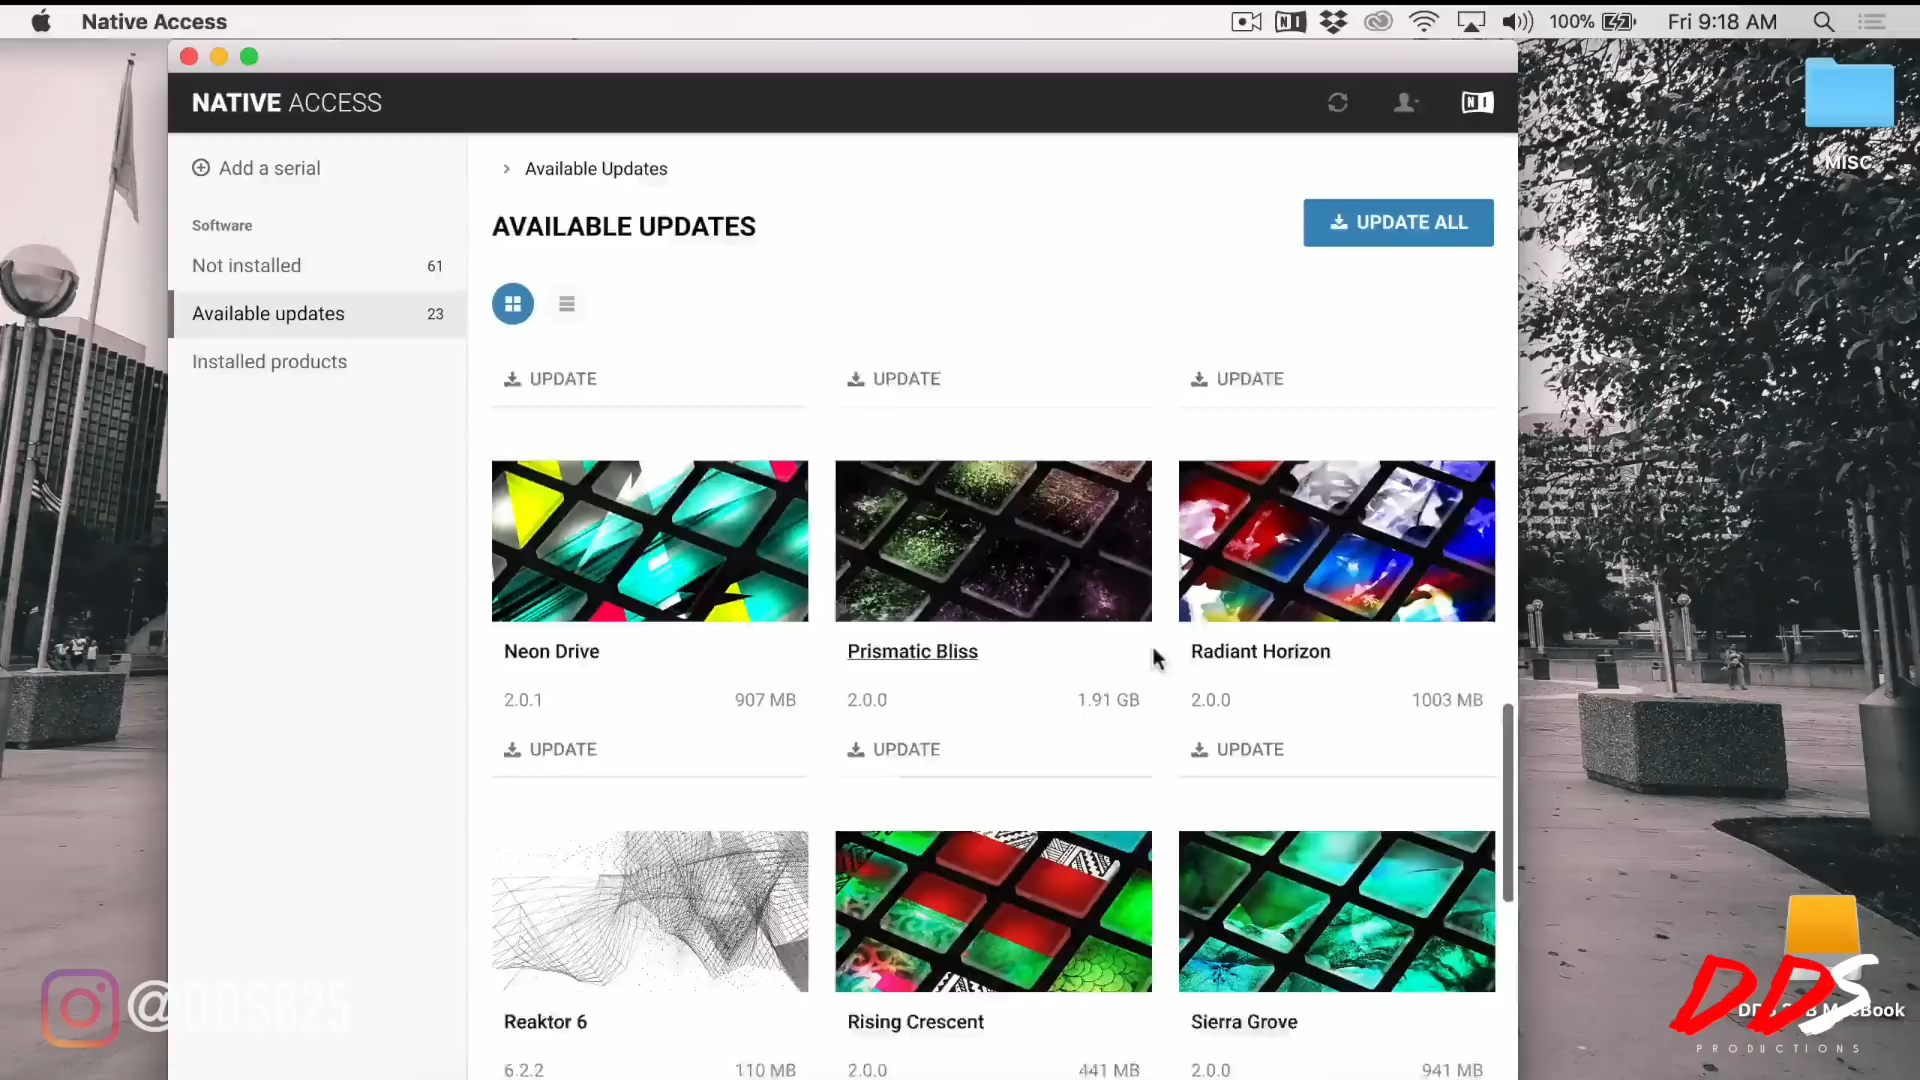 Native Access
100%
Fri 9:18 AM
NATIVE ACCESS
Add a serial
Software
Not installed 61
Available updates 23
Installed products
> Available Updates
AVAILABLE UPDATES
UPDATE ALL
UPDATE UPDATE UPDATE
Neon Drive Prismatic Bliss Radiant Horizon
2.0.1 907 MB 2.0.0 1.91 GB 2.0.0 1003 MB
UPDATE UPDATE UPDATE
Reaktor 6 Rising Crescent Sierra Grove
6.2.2 110 MB 2.0.0 441 MB 2.0.0 941 MB
MISC
@DDS825
DDS
PRODUCTIONS